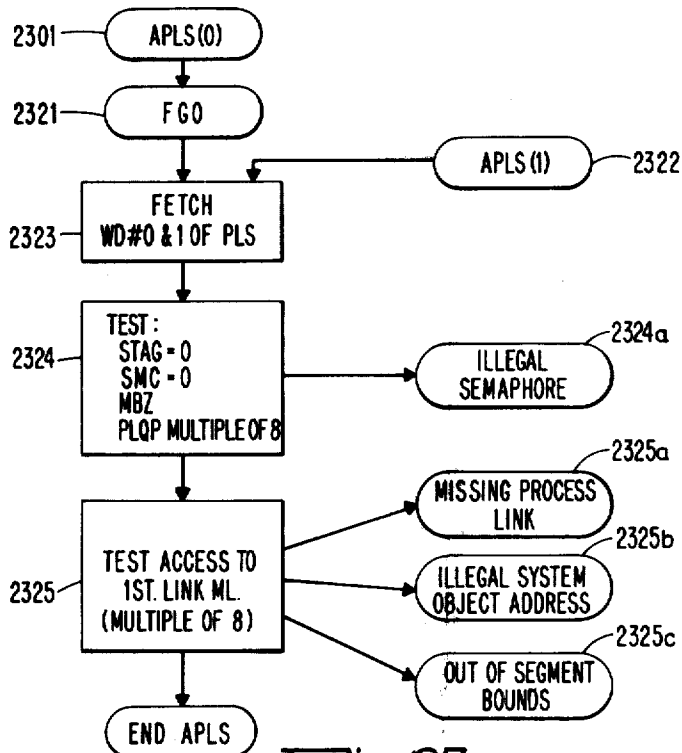 2301
APLS(0)
2321
FGO
APLS(1)
2322
2323
FETCH
WD#0 & 1 OF PLS
2324
TEST:
STAG = 0
SMC = 0
MBZ
PLQP MULTIPLE OF 8
2324a
ILLEGAL
SEMAPHORE
2325a
MISSING PROCESS
LINK
2325
TEST ACCESS TO
1ST. LINK ML.
(MULTIPLE OF 8)
2325b
ILLEGAL SYSTEM
OBJECT ADDRESS
2325c
OUT OF SEGMENT
BOUNDS
END APLS